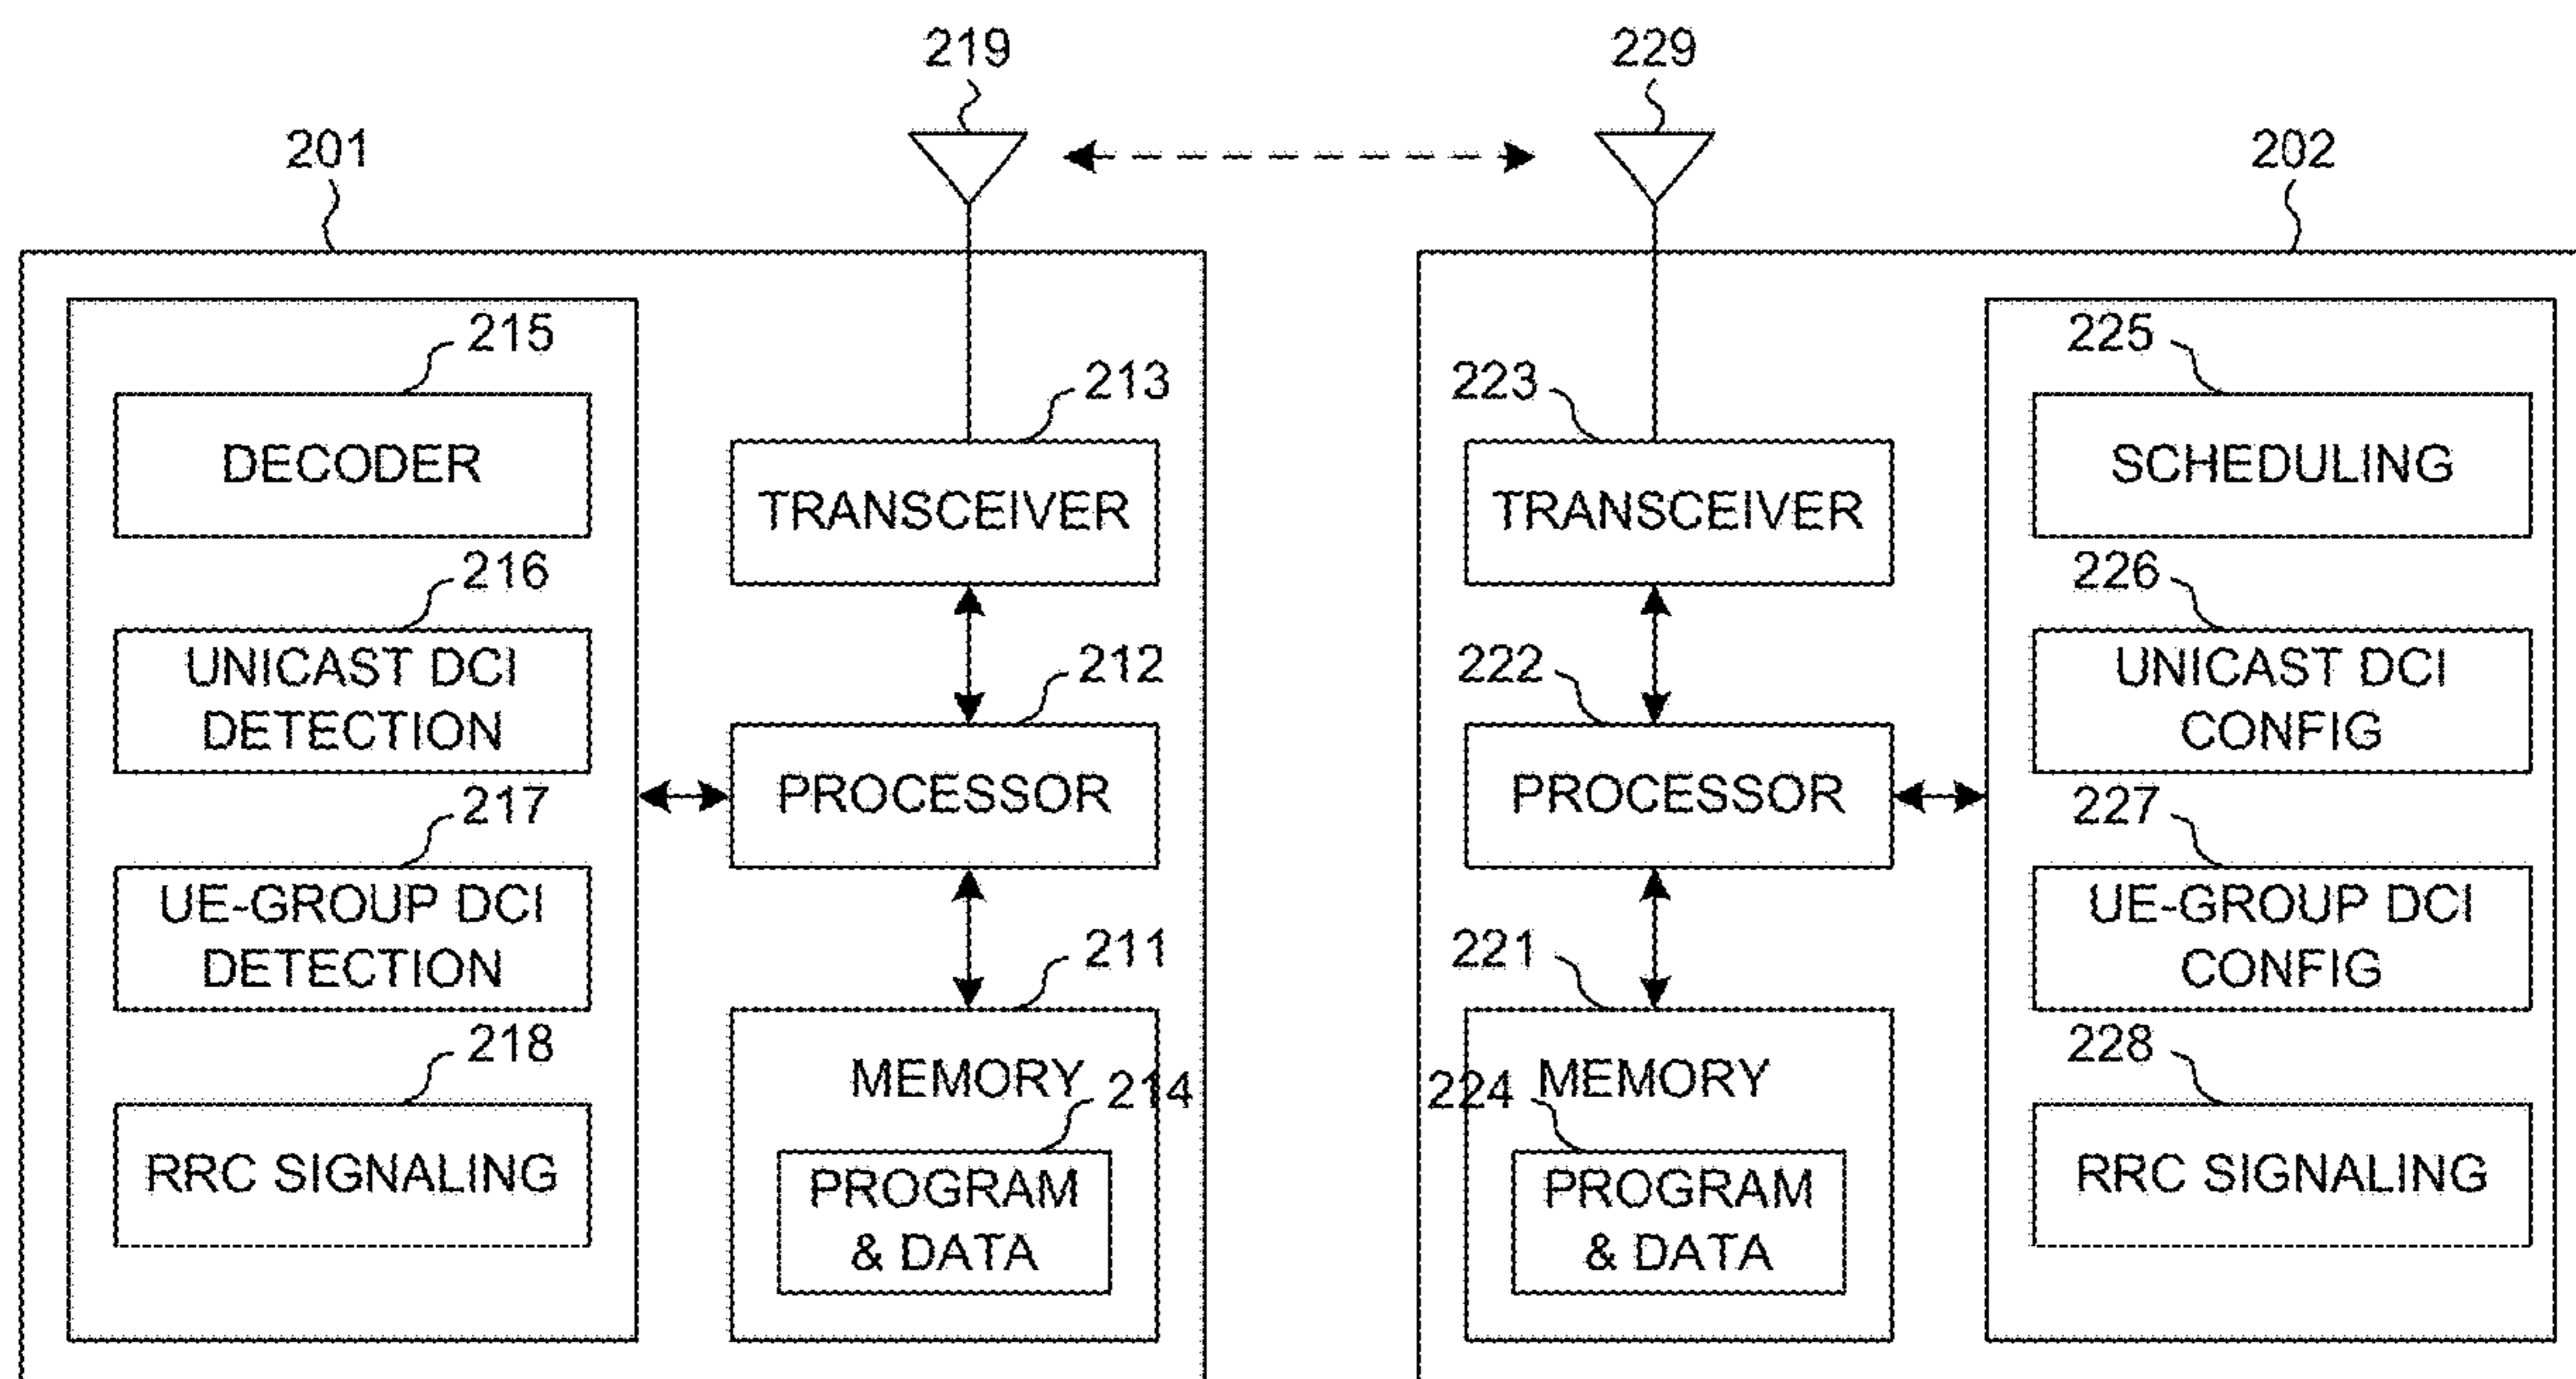 219
229
201
202
215
DECODER
216
UNICAST DCI
DETECTION
217
UE-GROUP DCI
DETECTION
218
RRC SIGNALING
213
TRANSCEIVER
212
PROCESSOR
211
MEMORY
214
PROGRAM
& DATA
223
TRANSCEIVER
222
PROCESSOR
221
MEMORY
224
PROGRAM
& DATA
225
SCHEDULING
226
UNICAST DCI
CONFIG
227
UE-GROUP DCI
CONFIG
228
RRC SIGNALING